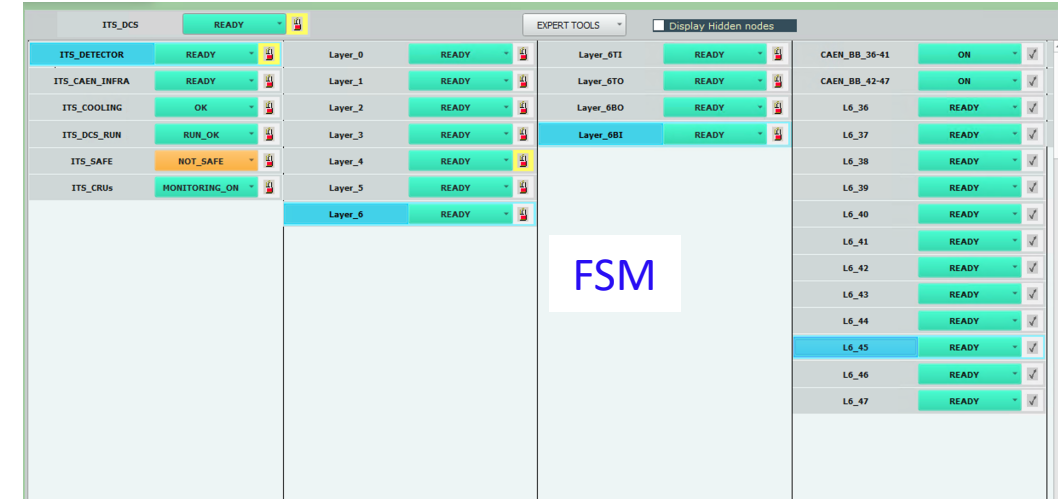 ITS_DCS READY EXPERT TOOLS Display Hidden nodes
ITS_DETECTOR READY
ITS_CAEN_INFRA READY
ITS_COOLING OK
ITS_DCS_RUN RUN_OK
ITS_SAFE NOT_SAFE
ITS_CRUs MONITORING_ON
Layer_0 READY
Layer_1 READY
Layer_2 READY
Layer_3 READY
Layer_4 READY
Layer_5 READY
Layer_6 READY
Layer_6TI READY
Layer_6TO READY
Layer_6BO READY
Layer_6BI READY
FSM
CAEN_BB_36-41 ON
CAEN_BB_42-47 ON
L6_36 READY
L6_37 READY
L6_38 READY
L6_39 READY
L6_40 READY
L6_41 READY
L6_42 READY
L6_43 READY
L6_44 READY
L6_45 READY
L6_46 READY
L6_47 READY